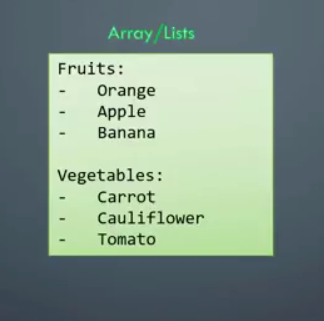 Array/Lists
Fruits:
-   Orange
-   Apple
-   Banana
Vegetables:
-   Carrot
-   Cauliflower
-   Tomato